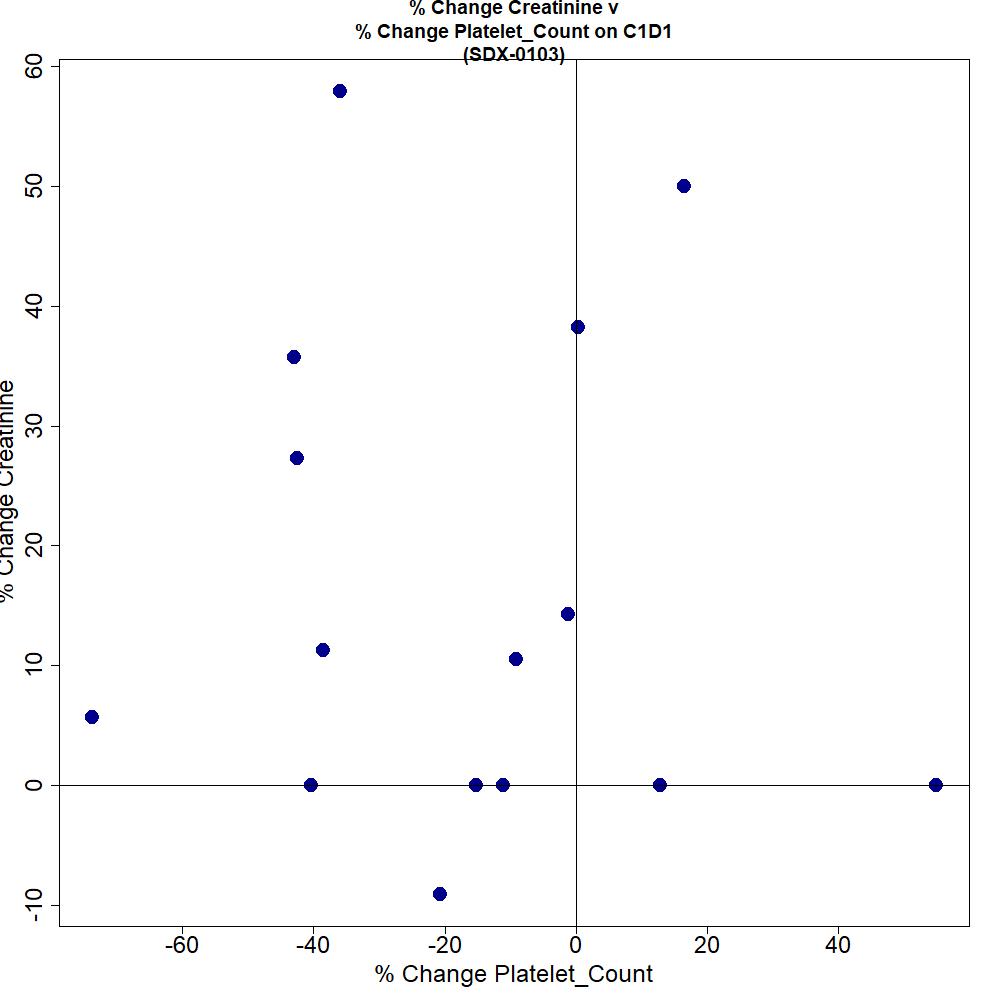 % Change Creatinine v
% Change Platelet_Count on C1D1
(SDX-0103)
% Change Creatinine
60
50
40
30
20
10
0
-10
-60
-40
-20
0
20
40
% Change Platelet_Count